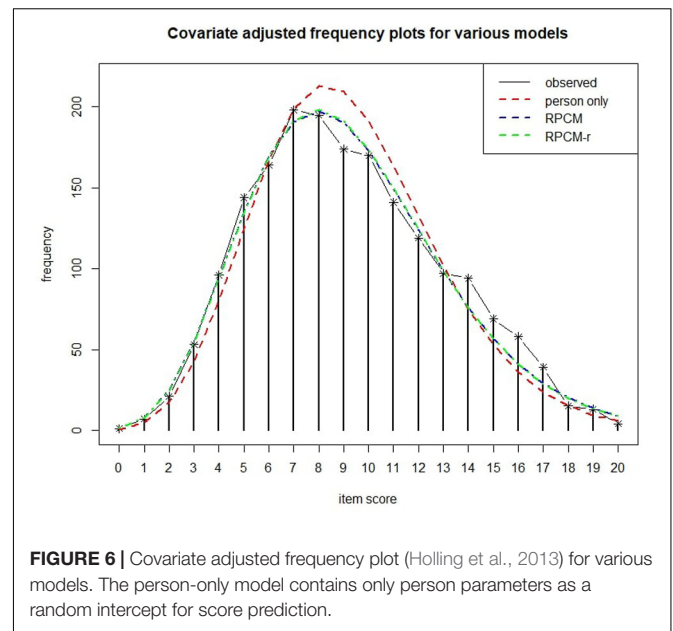 Covariate adjusted frequency plots for various models
observed
person only
RPCM
RPCM-r
frequency
200
150
100
50
0
0 1 2 3 4 5 6 7 8 9 10 11 12 13 14 15 16 17 18 19 20
item score
FIGURE 6 | Covariate adjusted frequency plot (Holling et al., 2013) for various
models. The person-only model contains only person parameters as a
random intercept for score prediction.